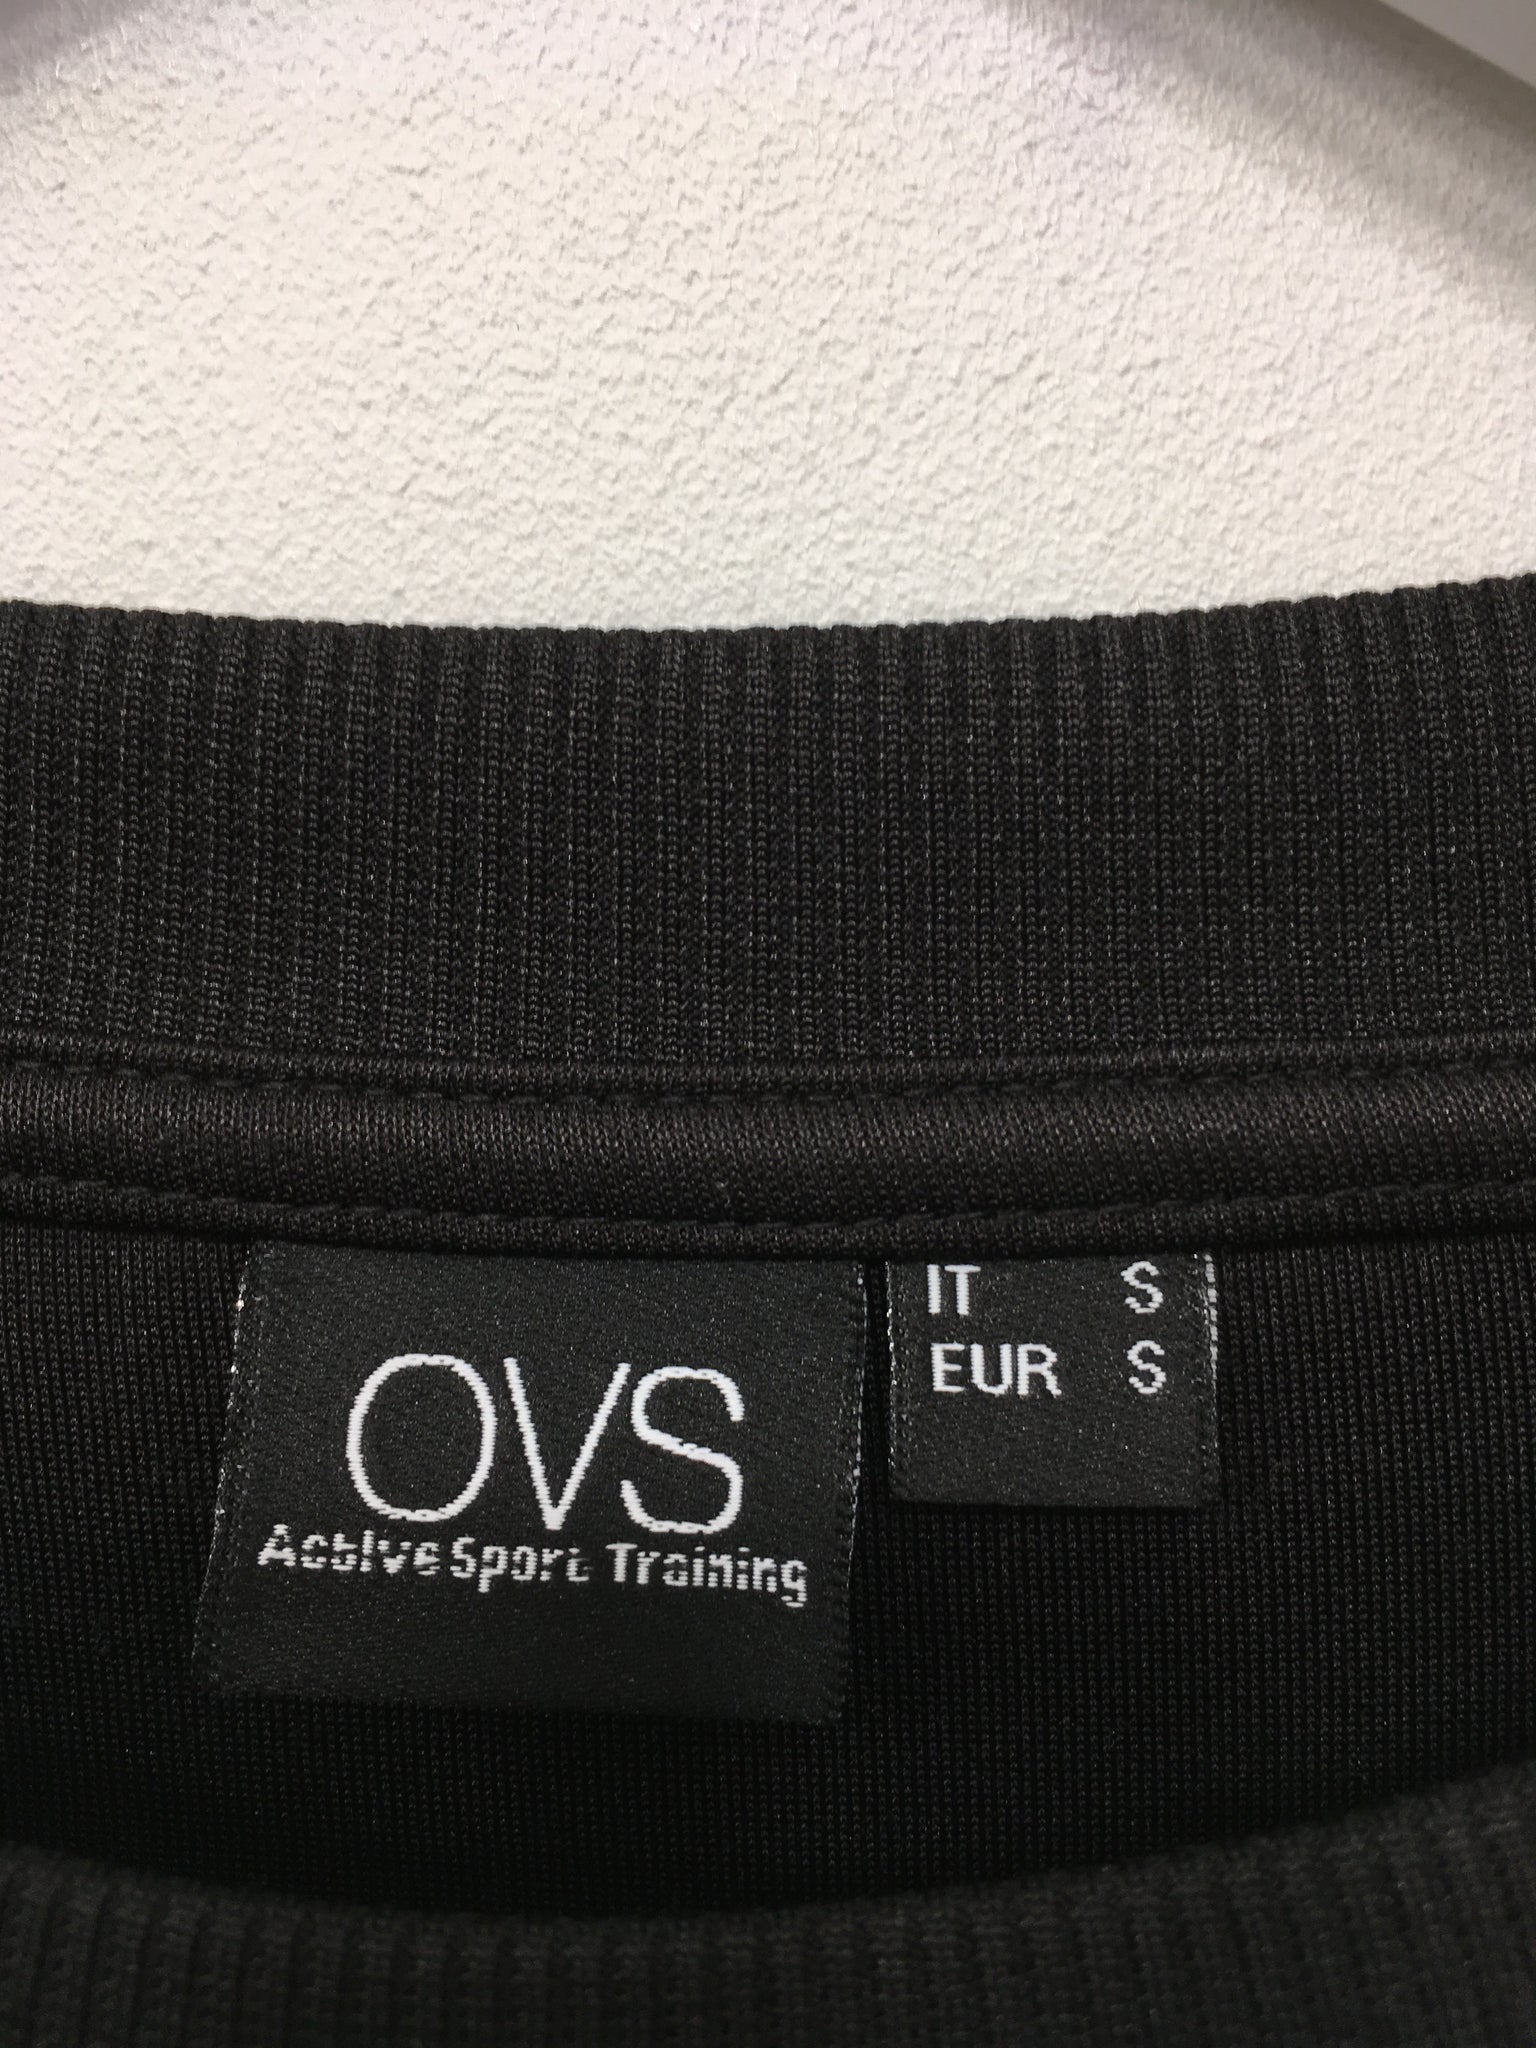 OVS
Active Sport Training
IT S
EUR S